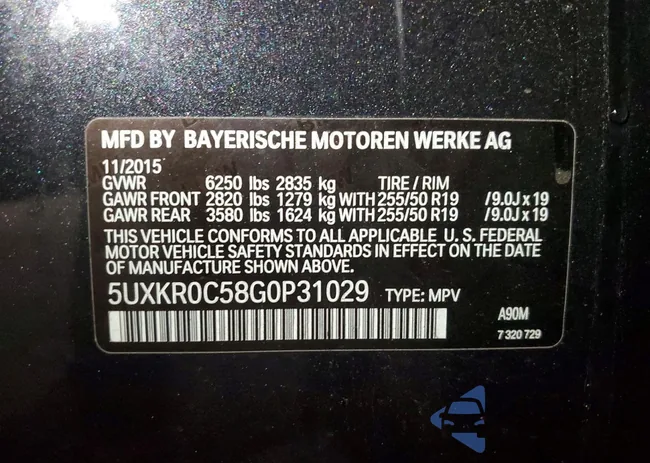 MFD BY BAYERISCHE MOTOREN WERKE AG
11/2015
GVWR 6250 lbs 2835 kg TIRE / RIM
GAWR FRONT 2820 lbs 1279 kg WITH 255/50 R19 /9.0J x 19
GAWR REAR 3580 lbs 1624 kg WITH 255/50 R19 /9.0J x 19
THIS VEHICLE CONFORMS TO ALL APPLICABLE U. S. FEDERAL
MOTOR VEHICLE SAFETY STANDARDS IN EFFECT ON THE DATE
OF MANUFACTURE SHOWN ABOVE.
5UXKR0C58G0P31029 TYPE: MPV
A90M
7 320 729